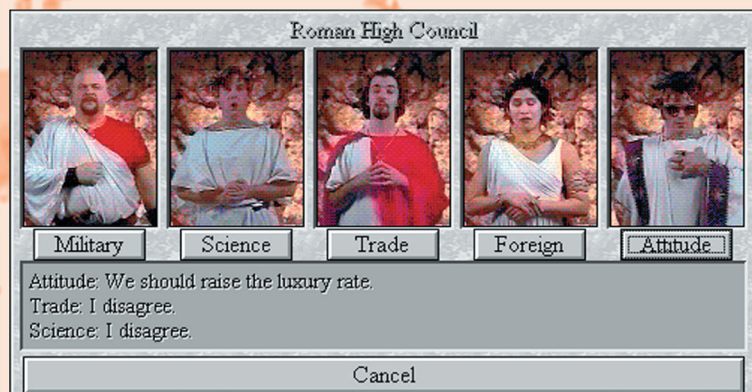 Roman High Council
Military
Science
Trade
Foreign
Attitude
Attitude: We should raise the luxury rate.
Trade: I disagree.
Science: I disagree.
Cancel